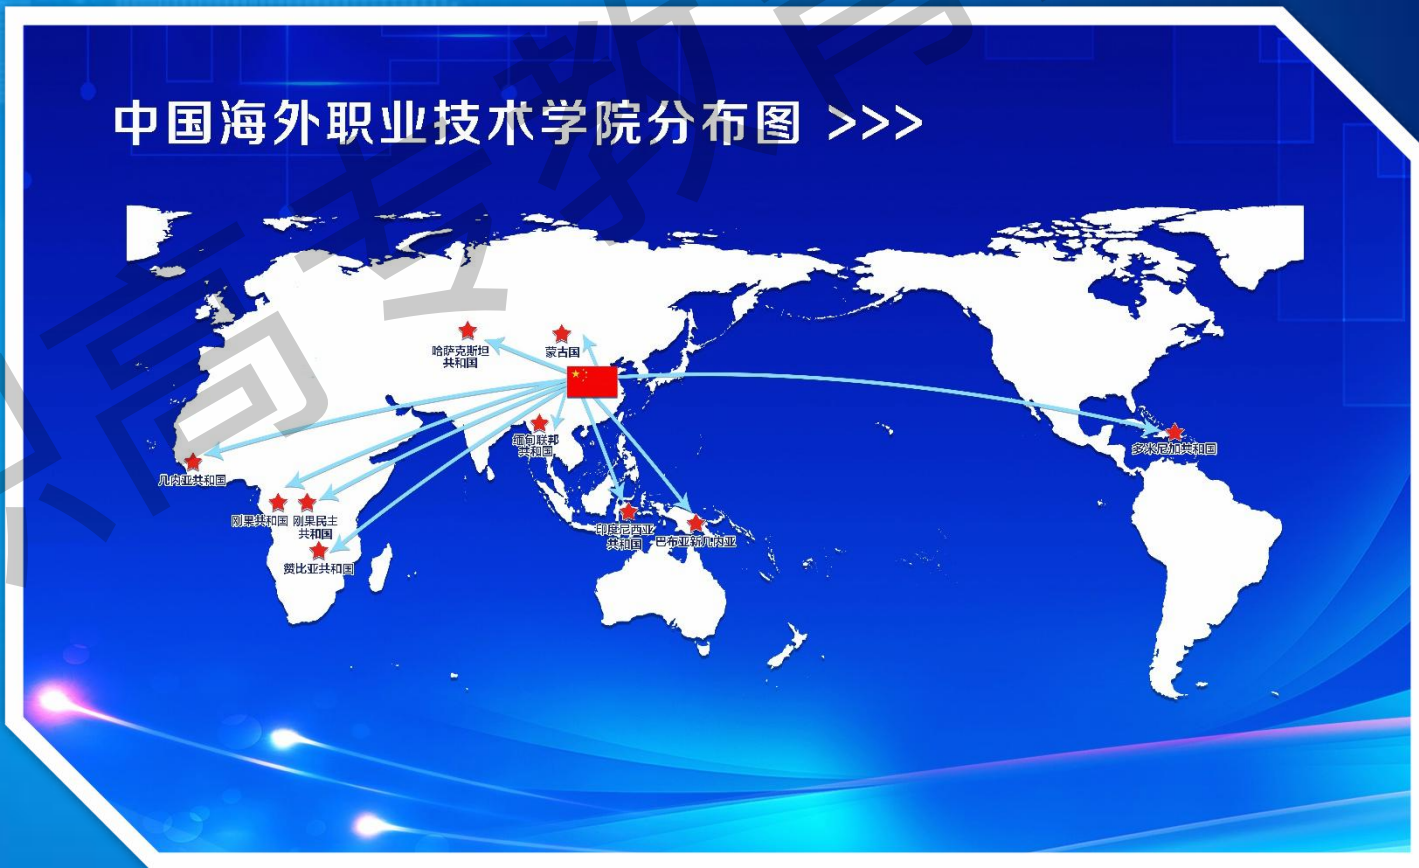 中国海外职业技术学院分布图 >>>
哈萨克斯坦
共和国
蒙古国
缅甸联邦
共和国
多米尼加共和国
几内亚共和国
刚果共和国
刚果民主
共和国
赞比亚共和国
印度尼西亚
共和国
巴布亚新几内亚
高专教育